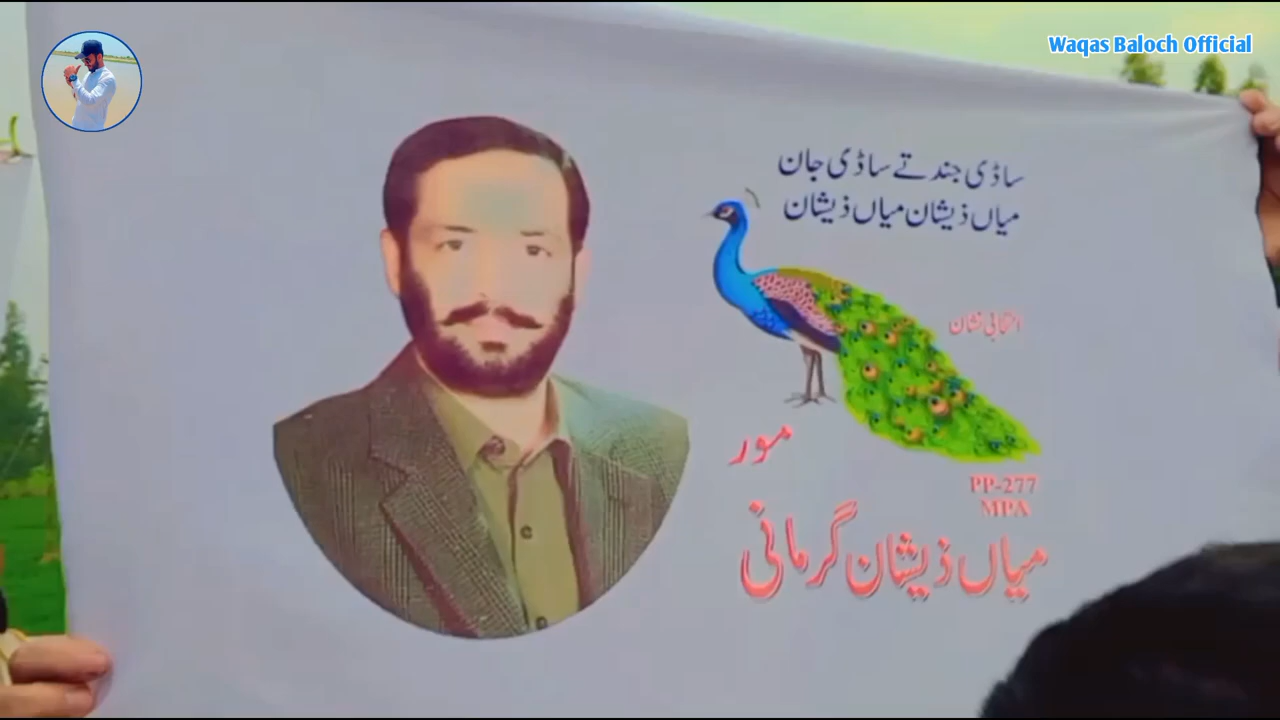 Waqas Baloch Official
ساڈی جند تے ساڈی جان
میاں ذیشان میاں ذیشان
انتخابی نشان
مور
PP-277
MPA
میاں ذیشان گرمانی